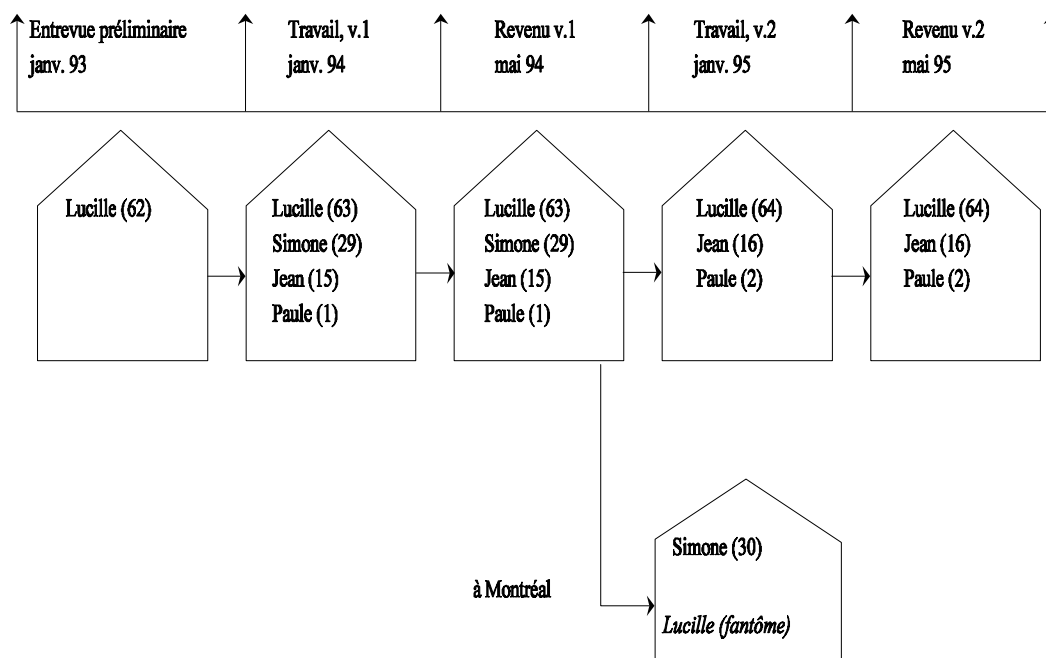 Entrevue préliminaire
janv. 93
Travail, v.1
janv. 94
Revenu v.1
mai 94
Travail, v.2
janv. 95
Revenu v.2
mai 95
Lucille (62)
Lucille (63)
Simone (29)
Jean (15)
Paule (1)
Lucille (63)
Simone (29)
Jean (15)
Paule (1)
Lucille (64)
Jean (16)
Paule (2)
Lucille (64)
Jean (16)
Paule (2)
à Montréal
Simone (30)
Lucille (fantôme)